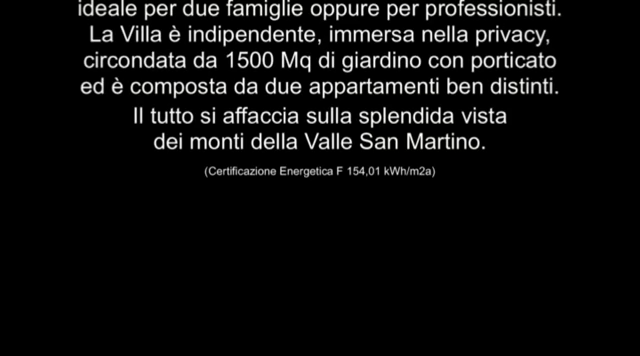 ideale per due famiglie oppure per professionisti.
La Villa è indipendente, immersa nella privacy,
circondata da 1500 Mq di giardino con porticato
ed è composta da due appartamenti ben distinti.
Il tutto si affaccia sulla splendida vista
dei monti della Valle San Martino.
(Certificazione Energetica F 154,01 kWh/m2a)